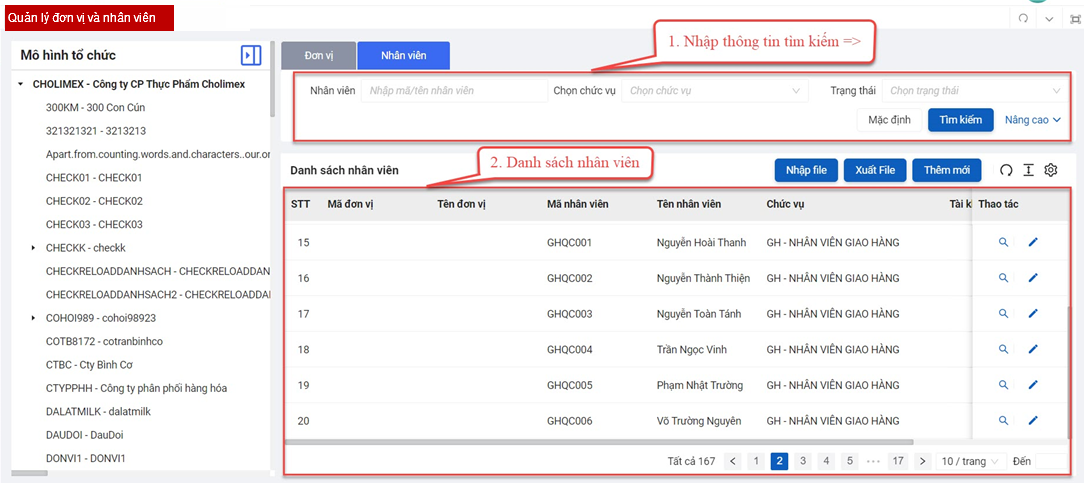 Quản lý đơn vị và nhân viên
Mô hình tổ chức
CHOLIMEX - Công ty CP Thực Phẩm Cholimex
300KM - 300 Con Cún
321321321 - 3213213
Apart.from.counting.words.and.characters..our.or
CHECK01 - CHECK01
CHECK02 - CHECK02
CHECK03 - CHECK03
CHECKK - checkk
CHECKRELOADDANHSACH - CHECKRELOADDAN
CHECKRELOADDANHSACH2 - CHECKRELOADDAI
COHOI989 - cohoi98923
COTB8172 - cotranbinhco
CTBC - Cty Bình Cơ
CTYPPHH - Công ty phân phối hàng hóa
DALATMILK - dalatmilk
DAUDOI - DauDoi
DONVI1 - DONVI1
Đơn vị Nhân viên
1. Nhập thông tin tìm kiếm =>
Nhân viên Nhập mã/tên nhân viên Chọn chức vụ Chọn chức vụ Trạng thái Chọn trạng thái
Mặc định Tìm kiếm Nâng cao
2. Danh sách nhân viên
Danh sách nhân viên Nhập file Xuất File Thêm mới
STT Mã đơn vị Tên đơn vị Mã nhân viên Tên nhân viên Chức vụ Tài k Thao tác
15 GHQC001 Nguyễn Hoài Thanh GH - NHÂN VIÊN GIAO HÀNG
16 GHQC002 Nguyễn Thành Thiện GH - NHÂN VIÊN GIAO HÀNG
17 GHQC003 Nguyễn Toàn Tánh GH - NHÂN VIÊN GIAO HÀNG
18 GHQC004 Trần Ngọc Vinh GH - NHÂN VIÊN GIAO HÀNG
19 GHQC005 Phạm Nhật Trường GH - NHÂN VIÊN GIAO HÀNG
20 GHQC006 Võ Trường Nguyên GH - NHÂN VIÊN GIAO HÀNG
Tất cả 167 < 1 2 3 4 5 ••• 17 > 10 / trang Đến